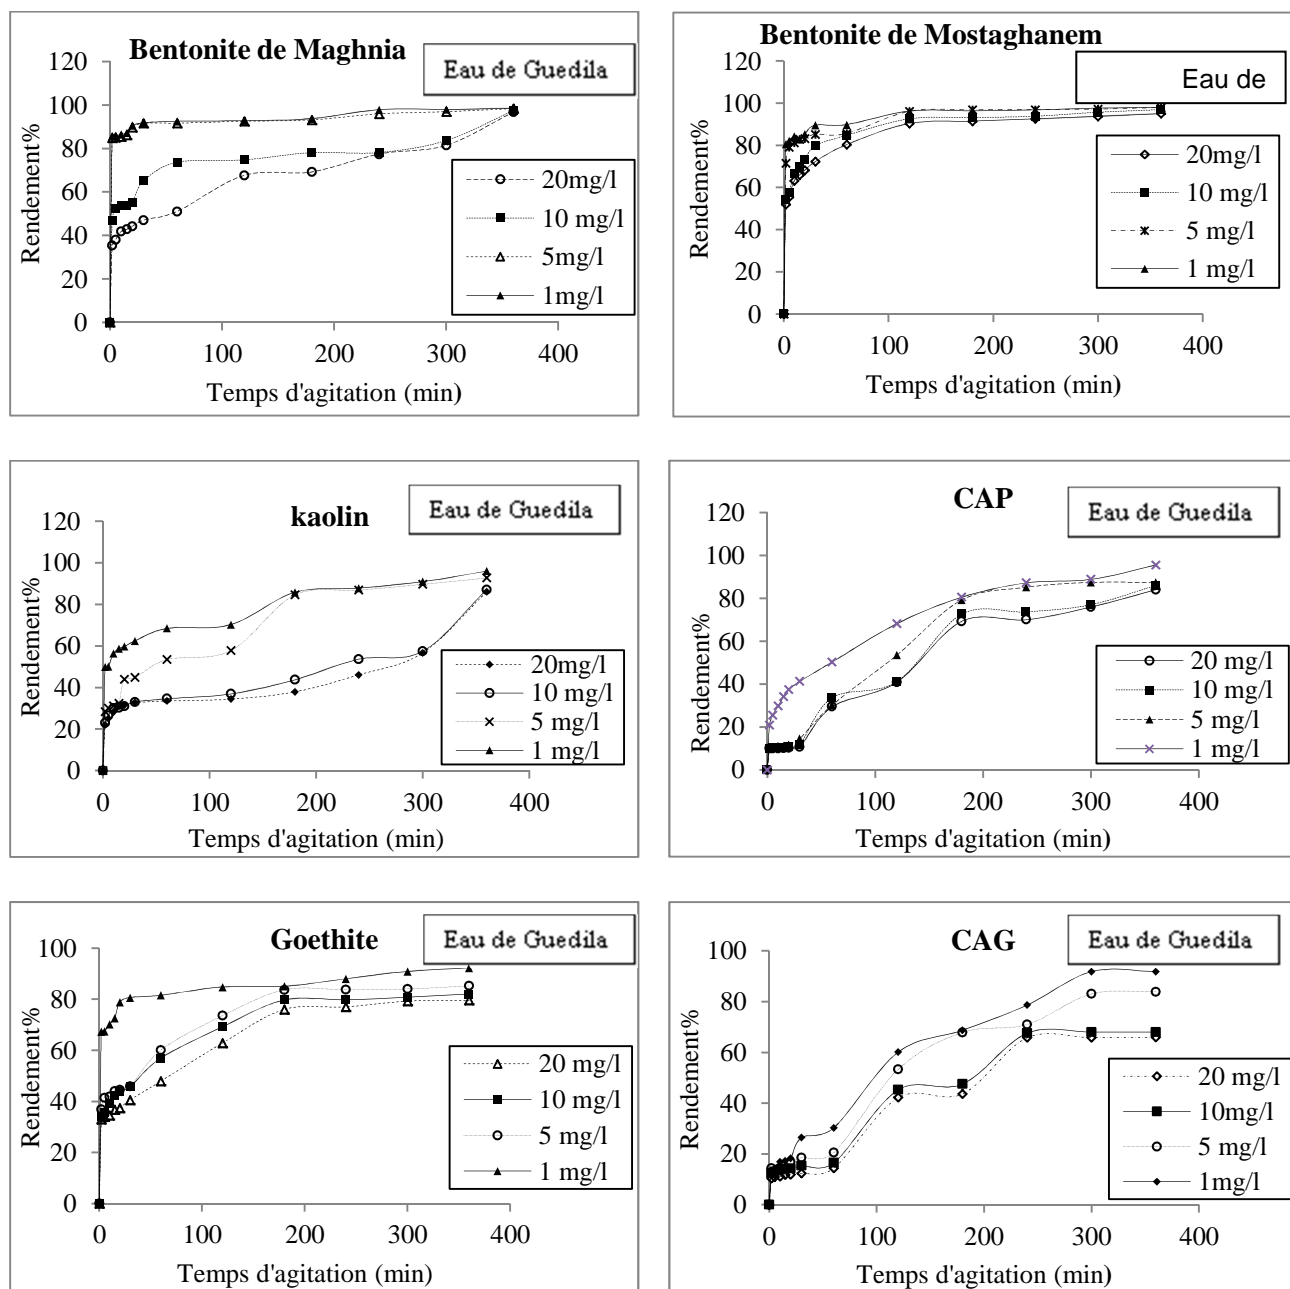 Bentonite de Maghnia
Eau de Guedila
120
100
80
60
40
20
0
Rendement%
20mg/l
10 mg/l
5mg/l
1mg/l
0 100 200 300 400
Temps d'agitation (min)
Bentonite de Mostaghanem
Eau de
120
100
80
60
40
20
0
Rendement%
20mg/l
10 mg/l
5 mg/l
1 mg/l
0 100 200 300 400
Temps d'agitation (min)
kaolin
Eau de Guedila
120
100
80
60
40
20
0
Rendement%
20mg/l
10 mg/l
5 mg/l
1 mg/l
0 100 200 300 400
Temps d'agitation (min)
CAP
Eau de Guedila
120
100
80
60
40
20
0
Rendement%
20 mg/l
10 mg/l
5 mg/l
1 mg/l
0 100 200 300 400
Temps d'agitation (min)
Goethite
Eau de Guedila
100
80
60
40
20
0
Rendement%
20 mg/l
10 mg/l
5 mg/l
1 mg/l
0 100 200 300 400
Temps d'agitation (min)
CAG
Eau de Guedila
100
80
60
40
20
0
Rendement%
20 mg/l
10mg/l
5 mg/l
1mg/l
0 100 200 300 400
Temps d'agitation (min)